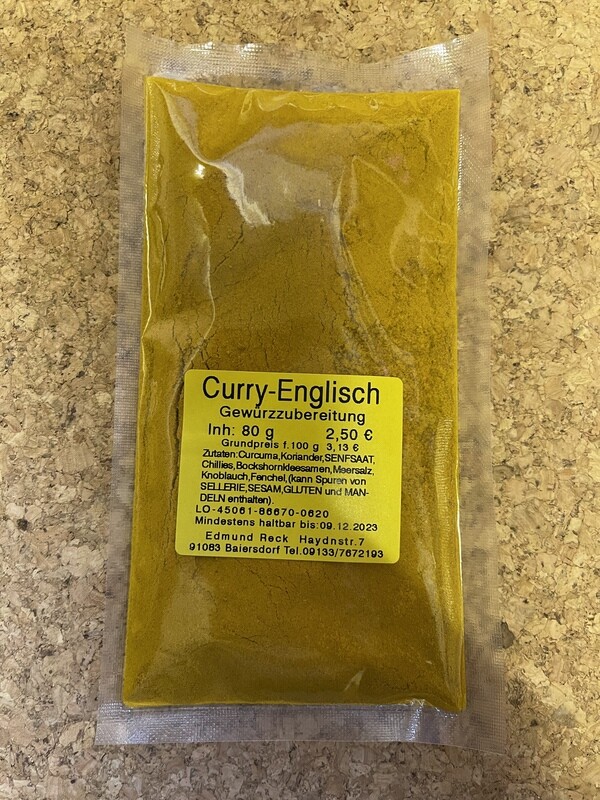 Curry-Englisch
Gewürzzubereitung
Inh: 80 g 2,50 €
Grundpreis f.100 g 3,13 €
Zutaten:Curcuma,Koriander,SENFSAAT,
Chillies,Bockshornkleesamen,Meersalz,
Knoblauch,Fenchel,(kann Spuren von
SELLERIE,SESAM,GLUTEN und MAN-
DELN enthalten).
LO-45061-86670-0620
Mindestens haltbar bis:09.12.2023
Edmund Reck Haydnstr.7
91083 Baiersdorf Tel.09133/7672193